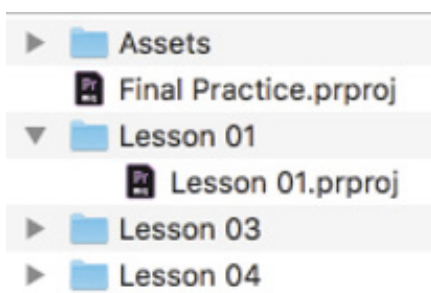 Assets
Final Practice.prproj
Lesson 01
Lesson 01.prproj
Lesson 03
Lesson 04